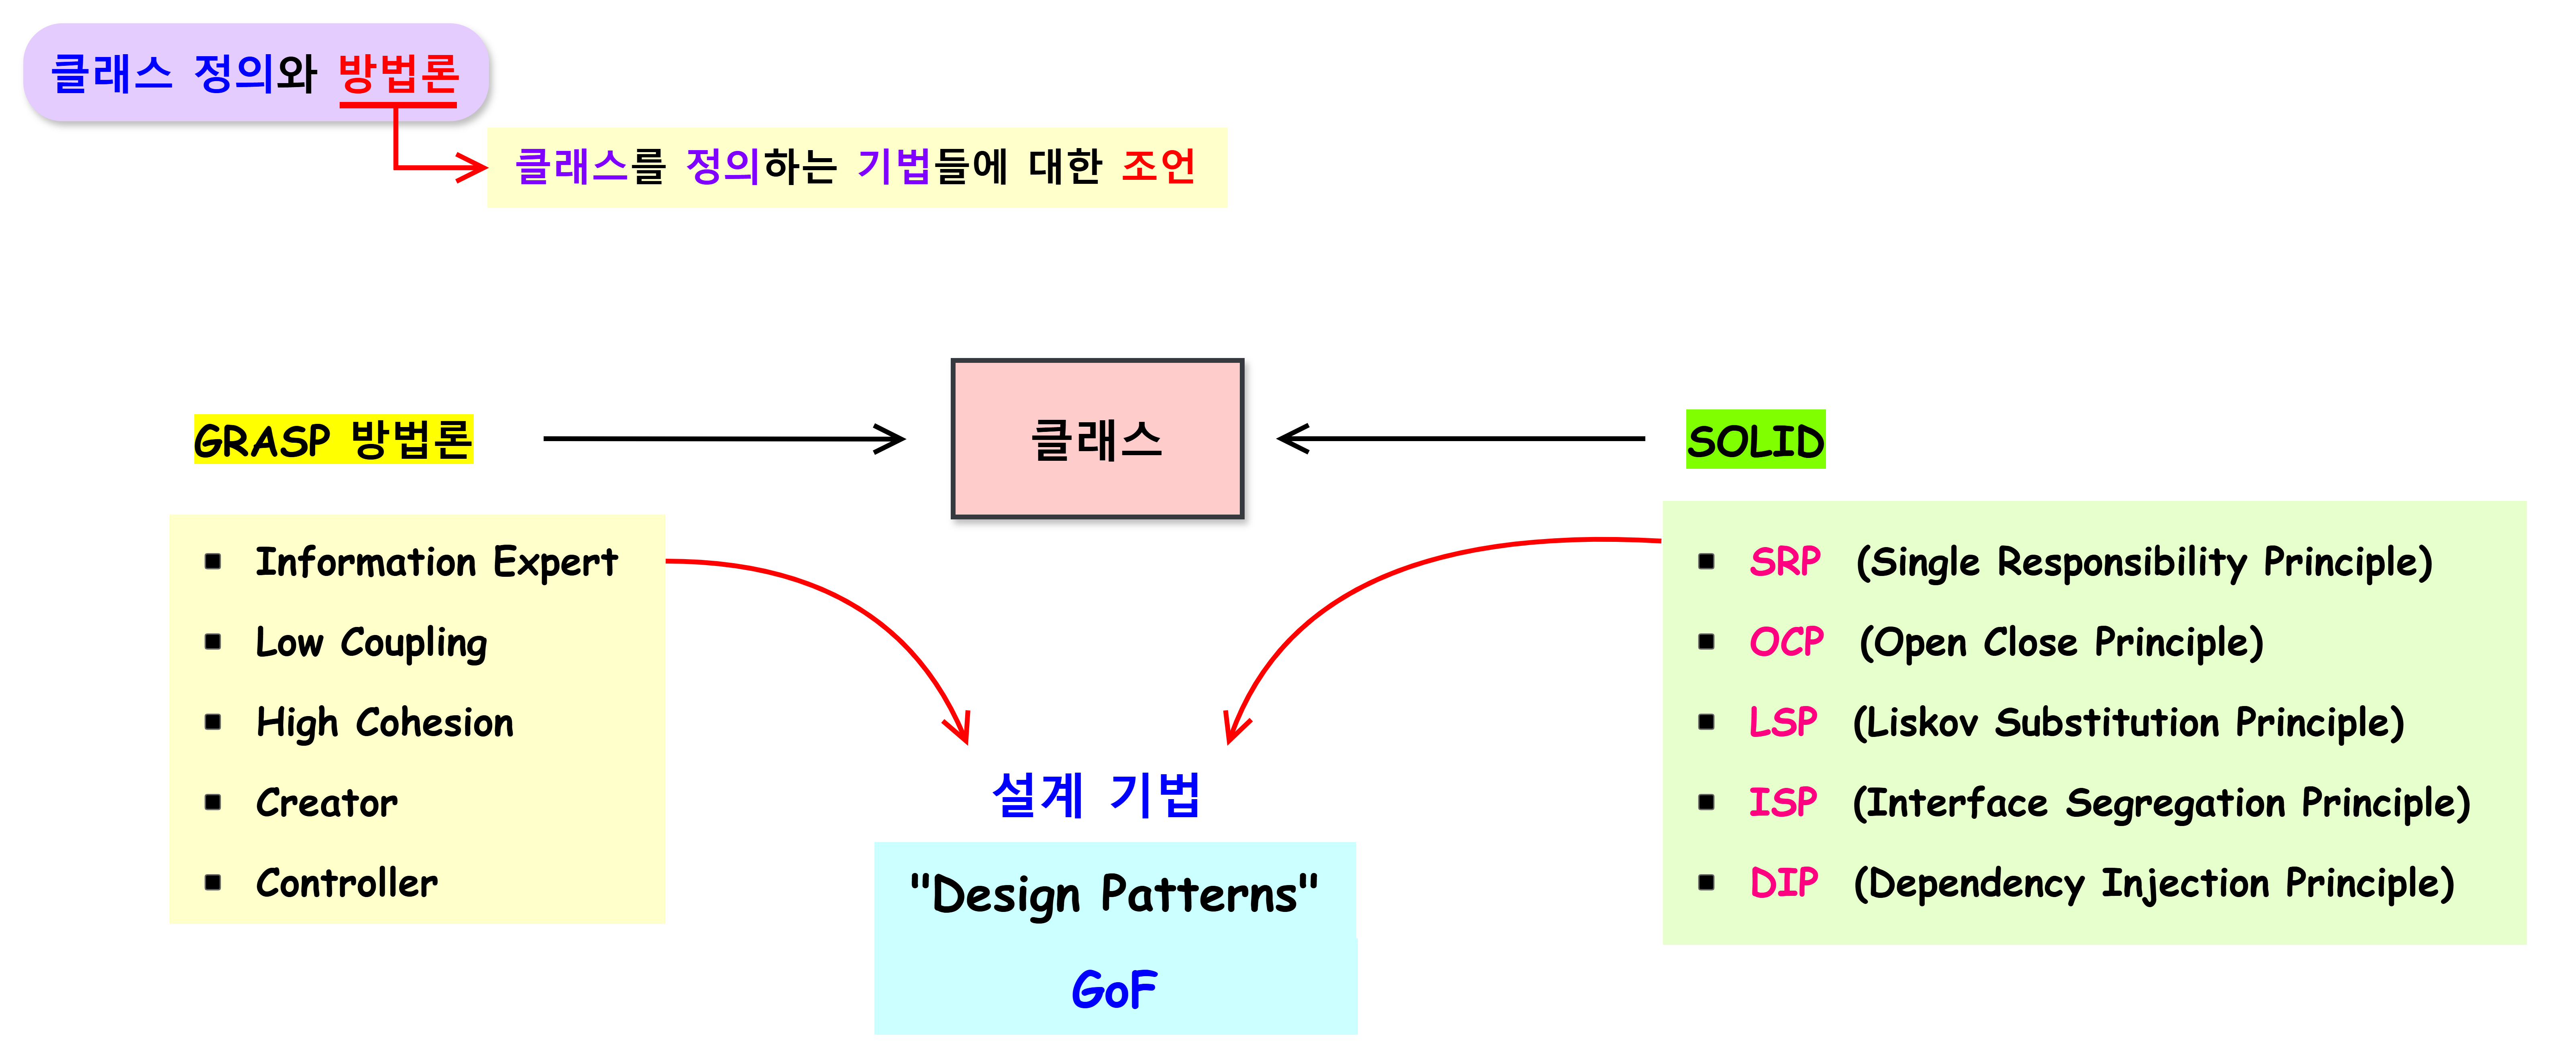 클래스 정의와 방법론
클래스를 정의하는 기법들에 대한 조언
GRASP 방법론
클래스
SOLID
▪ Information Expert
▪ Low Coupling
▪ High Cohesion
▪ Creator
▪ Controller
▪ SRP (Single Responsibility Principle)
▪ OCP (Open Close Principle)
▪ LSP (Liskov Substitution Principle)
▪ ISP (Interface Segregation Principle)
▪ DIP (Dependency Injection Principle)
설계 기법
"Design Patterns"
GoF